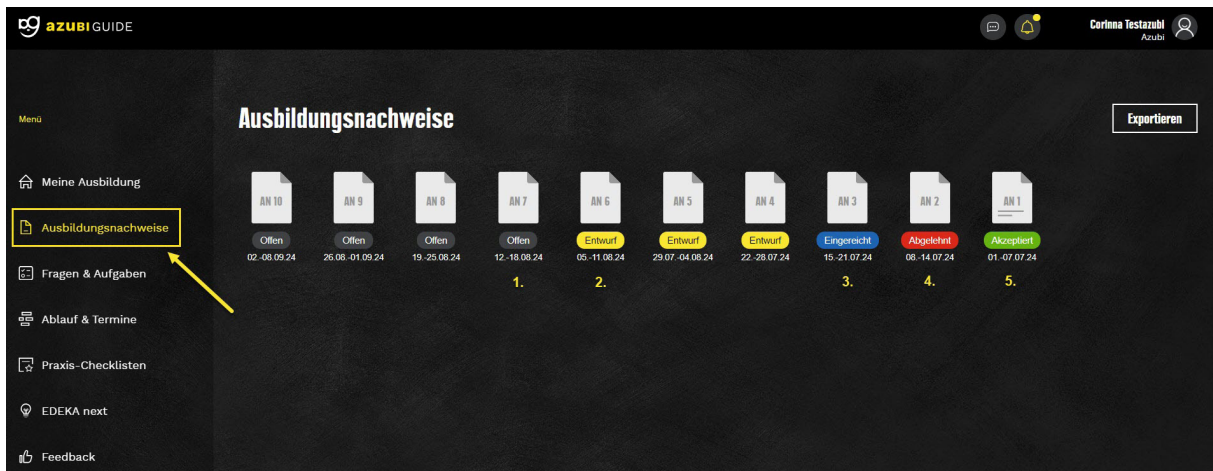 azubiGUIDE
Corinna Testazubi
Azubi
Menü
Ausbildungsnachweise
Exportieren
Meine Ausbildung
Ausbildungsnachweise
Fragen & Aufgaben
Ablauf & Termine
Praxis-Checklisten
EDEKA next
Feedback
AN 10 AN 9 AN 8 AN 7 AN 6 AN 5 AN 4 AN 3 AN 2 AN 1
Offen Offen Offen Offen Entwurf Entwurf Entwurf Eingereicht Abgelehnt Akzeptiert
02.-08.09.24 26.08.-01.09.24 19.-25.08.24 12.-18.08.24 05.-11.08.24 29.07.-04.08.24 22.-28.07.24 15.-21.07.24 08.-14.07.24 01.-07.07.24
1. 2. 3. 4. 5.